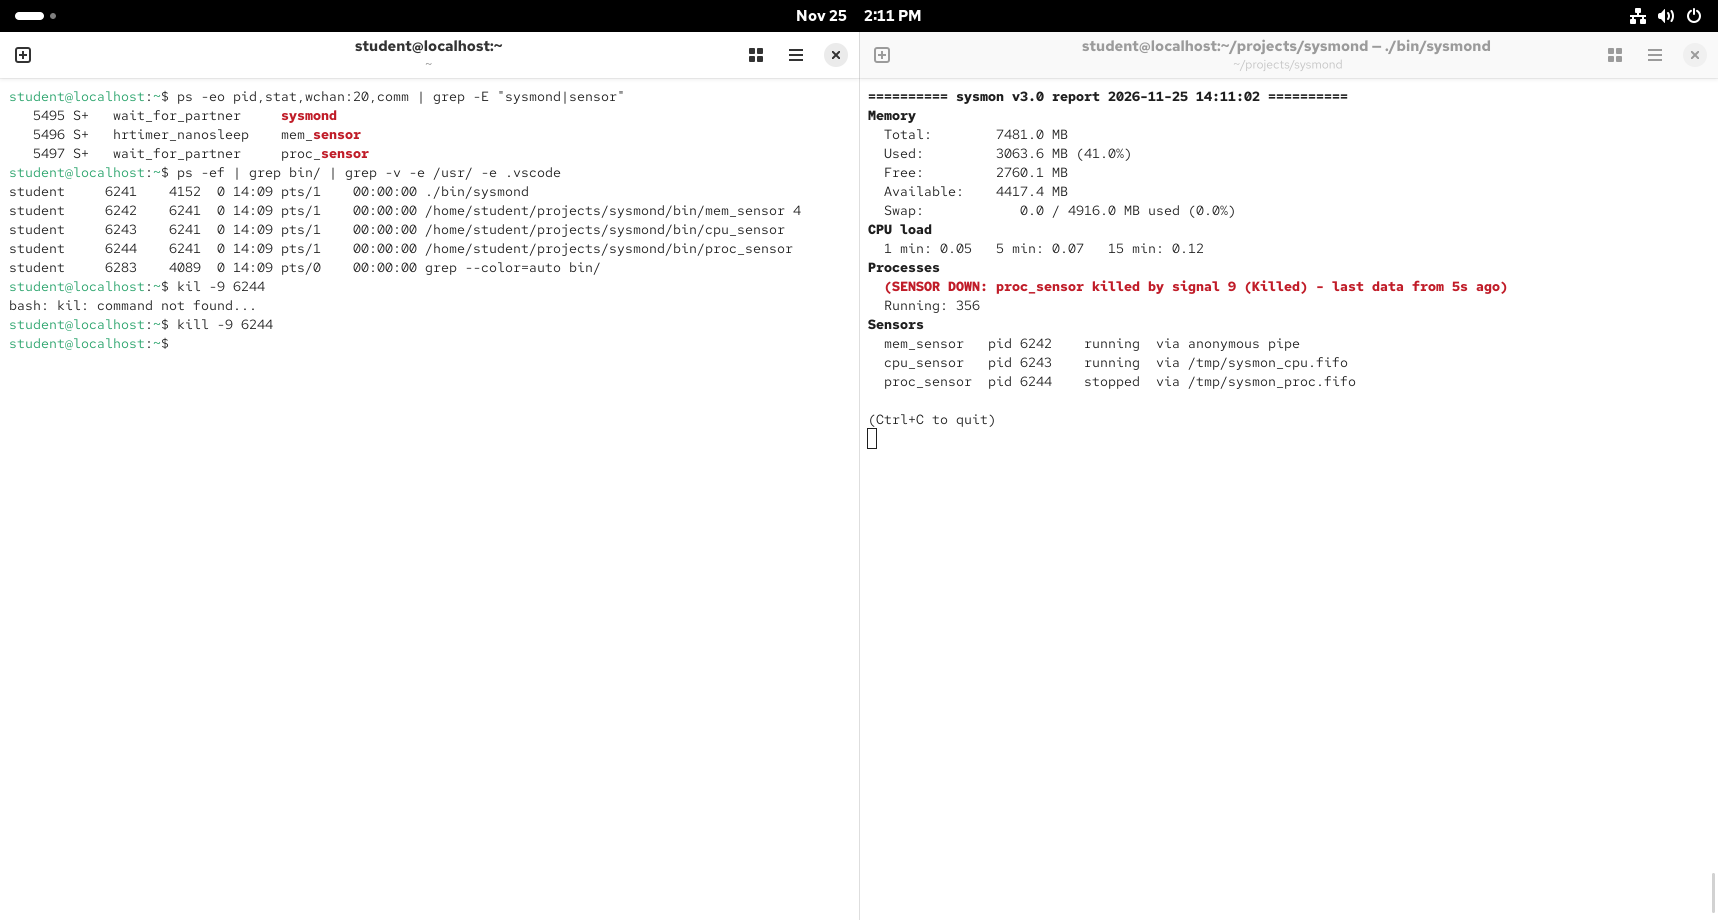 Nov 25 2:11 PM
student@localhost:~
~
student@localhost:~$ ps -eo pid,stat,wchan:20,comm | grep -E "sysmond|sensor"
   5495 S+   wait_for_partner     sysmond
   5496 S+   hrtimer_nanosleep    mem_sensor
   5497 S+   wait_for_partner     proc_sensor
student@localhost:~$ ps -ef | grep bin/ | grep -v -e /usr/ -e .vscode
student     6241    4152  0 14:09 pts/1    00:00:00 ./bin/sysmond
student     6242    6241  0 14:09 pts/1    00:00:00 /home/student/projects/sysmond/bin/mem_sensor 4
student     6243    6241  0 14:09 pts/1    00:00:00 /home/student/projects/sysmond/bin/cpu_sensor
student     6244    6241  0 14:09 pts/1    00:00:00 /home/student/projects/sysmond/bin/proc_sensor
student     6283    4089  0 14:09 pts/0    00:00:00 grep --color=auto bin/
student@localhost:~$ kil -9 6244
bash: kil: command not found...
student@localhost:~$ kill -9 6244
student@localhost:~$
student@localhost:~/projects/sysmond — ./bin/sysmond
~/projects/sysmond
========== sysmon v3.0 report 2026-11-25 14:11:02 ==========
Memory
  Total:        7481.0 MB
  Used:         3063.6 MB (41.0%)
  Free:         2760.1 MB
  Available:    4417.4 MB
  Swap:            0.0 / 4916.0 MB used (0.0%)
CPU load
  1 min: 0.05   5 min: 0.07   15 min: 0.12
Processes
  (SENSOR DOWN: proc_sensor killed by signal 9 (Killed) - last data from 5s ago)
  Running: 356
Sensors
  mem_sensor   pid 6242    running  via anonymous pipe
  cpu_sensor   pid 6243    running  via /tmp/sysmon_cpu.fifo
  proc_sensor  pid 6244    stopped  via /tmp/sysmon_proc.fifo
(Ctrl+C to quit)